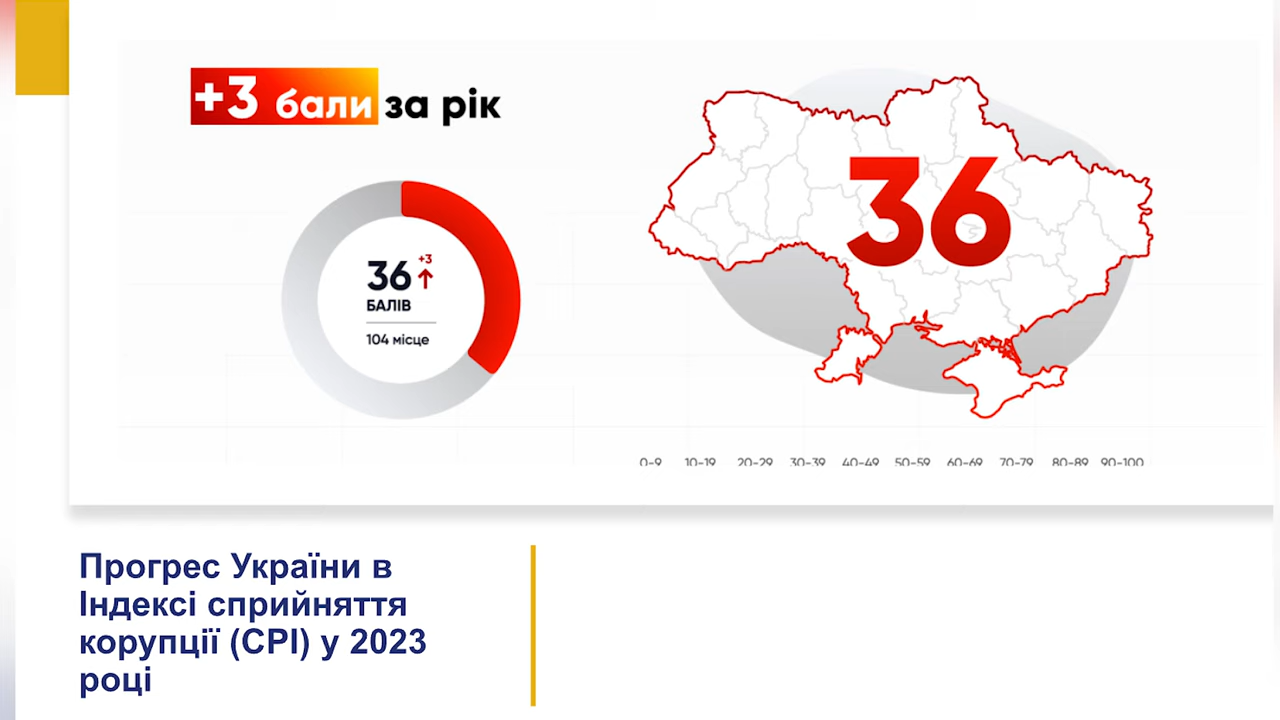 +3 бали за рік
36
+3
36
БАЛІВ
104 місце
0-9 10-19 20-29 30-39 40-49 50-59 60-69 70-79 80-89 90-100
Прогрес України в
Індексі сприйняття
корупції (CPI) у 2023
році